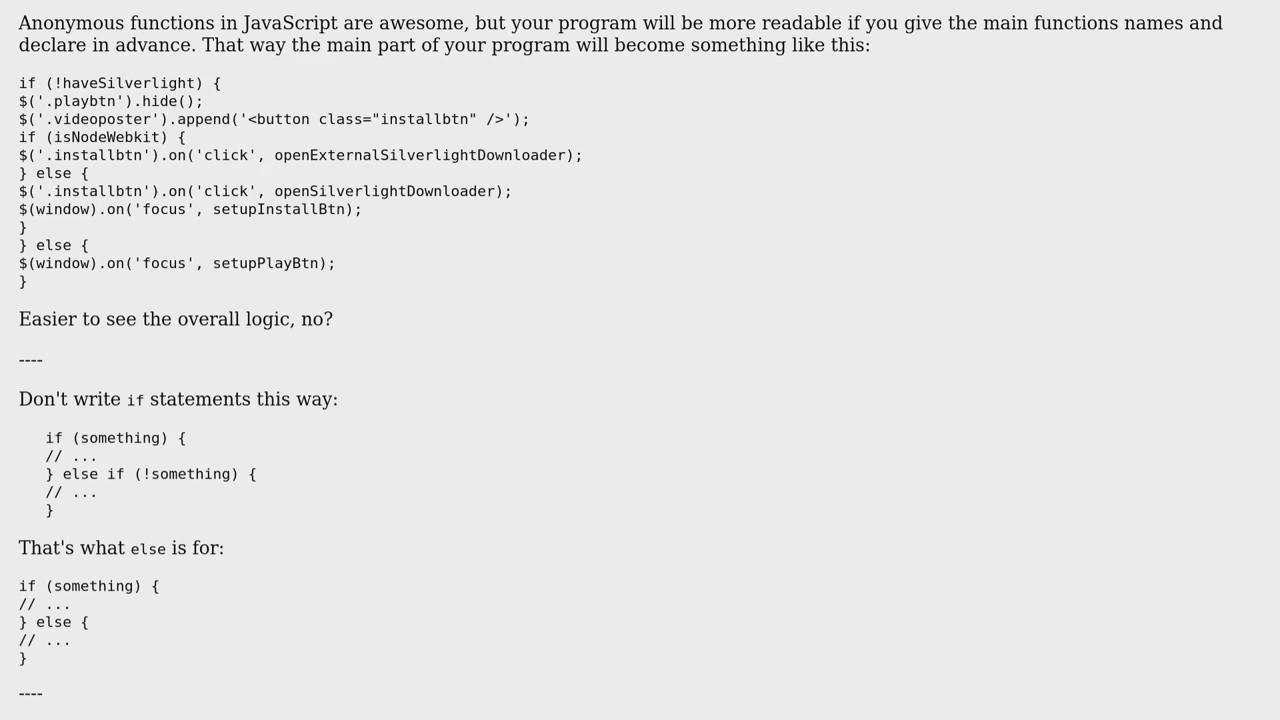 Anonymous functions in JavaScript are awesome, but your program will be more readable if you give the main functions names and
declare in advance. That way the main part of your program will become something like this:
if (!haveSilverlight) {
$('.playbtn').hide();
$('.videoposter').append('<button class="installbtn" />');
if (isNodeWebkit) {
$('.installbtn').on('click', openExternalSilverlightDownloader);
} else {
$('.installbtn').on('click', openSilverlightDownloader);
$(window).on('focus', setupInstallBtn);
}
} else {
$(window).on('focus', setupPlayBtn);
}
Easier to see the overall logic, no?
----
Don't write if statements this way:
if (something) {
// ...
} else if (!something) {
// ...
}
That's what else is for:
if (something) {
// ...
} else {
// ...
}
----